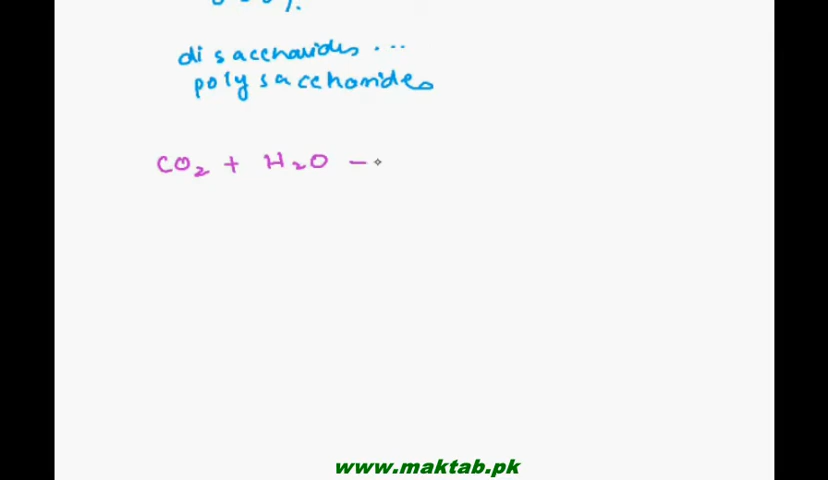 disaccharides ...
polysaccharides
CO₂ + H₂O –
www.maktab.pk